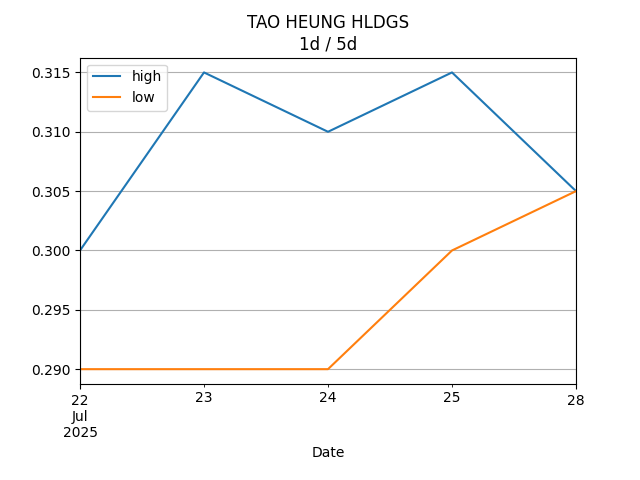 TAO HEUNG HLDGS
1d / 5d
high
low
0.315
0.310
0.305
0.300
0.295
0.290
22 23 24 25 28
Jul
2025
Date